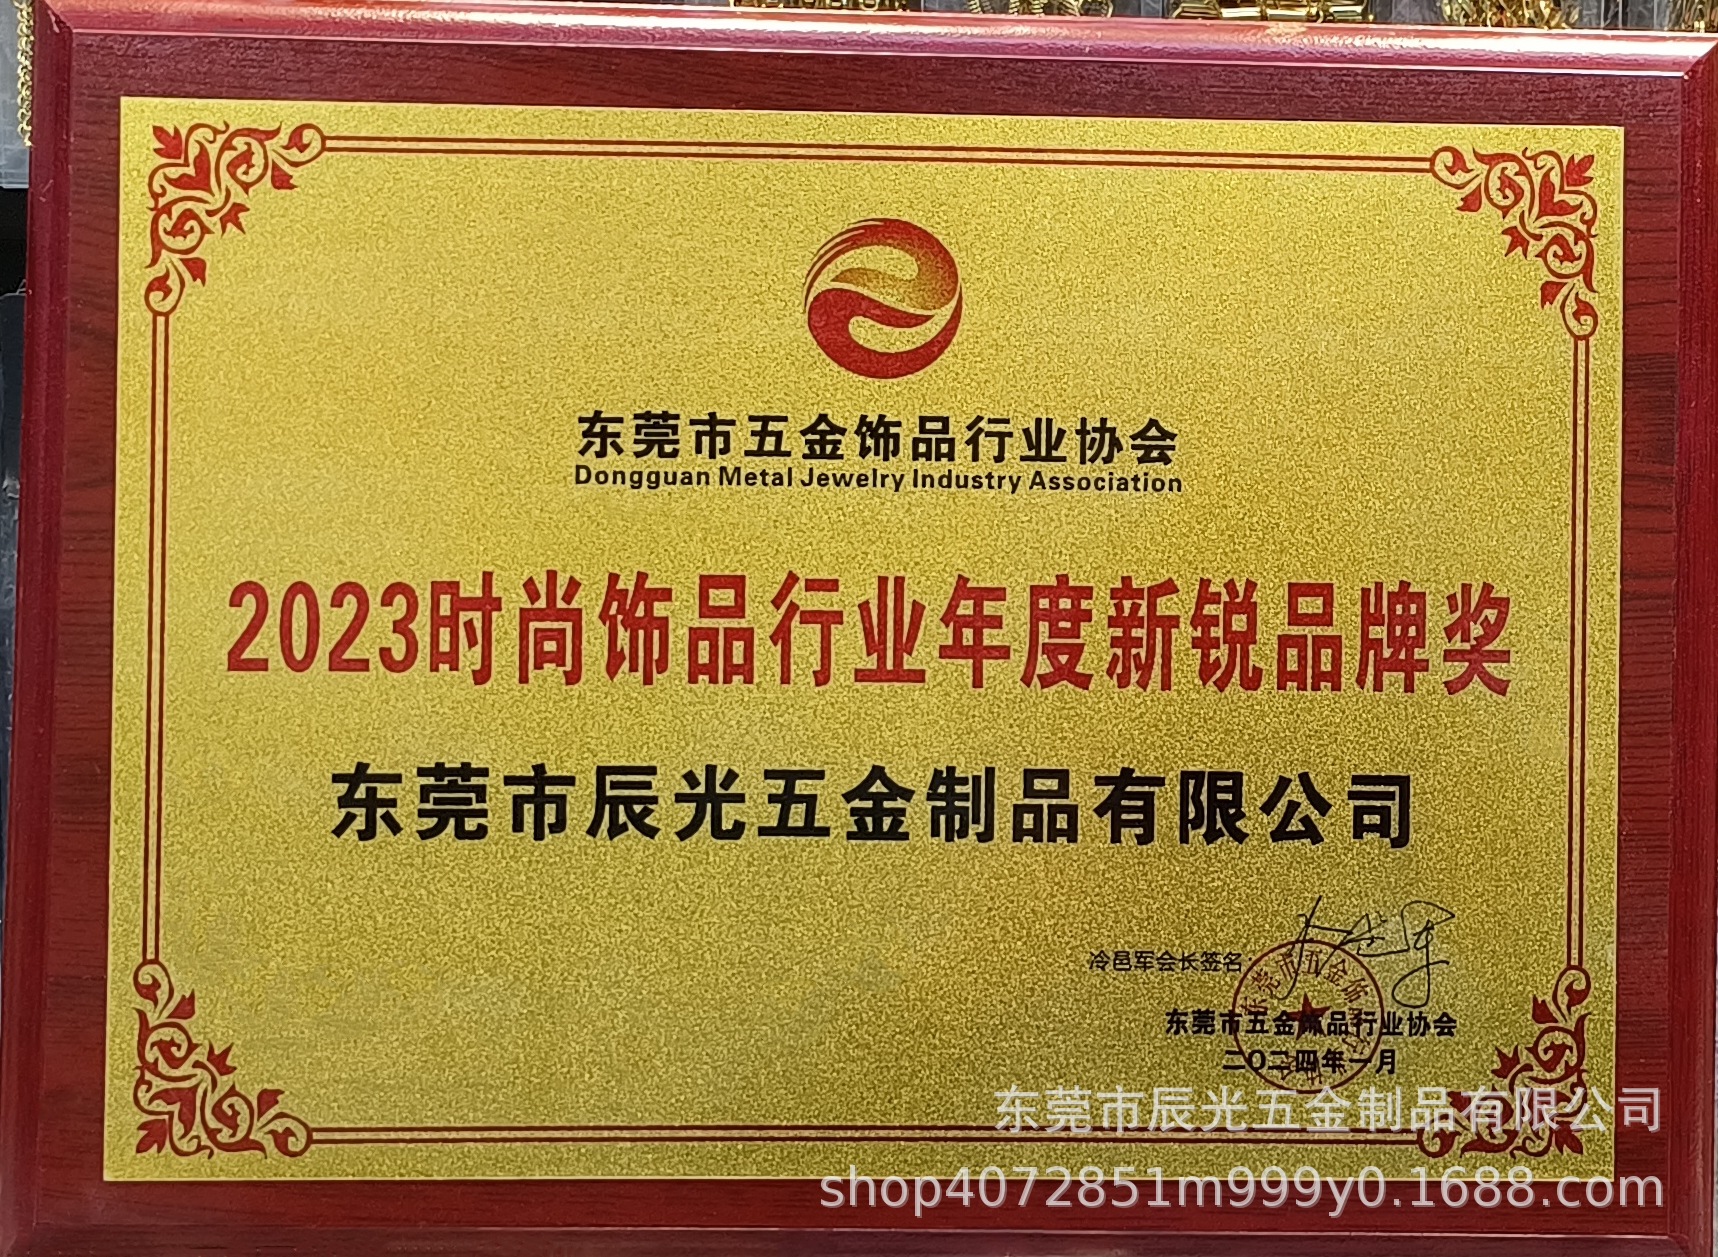 东莞市五金饰品行业协会
Dongguan Metal Jewelry Industry Association
2023时尚饰品行业年度新锐品牌奖
东莞市辰光五金制品有限公司
冷邑军会长签名:
东莞市五金饰品行业协会
二〇二四年一月
东莞市辰光五金制品有限公司
shop4072851m999y0.1688.com